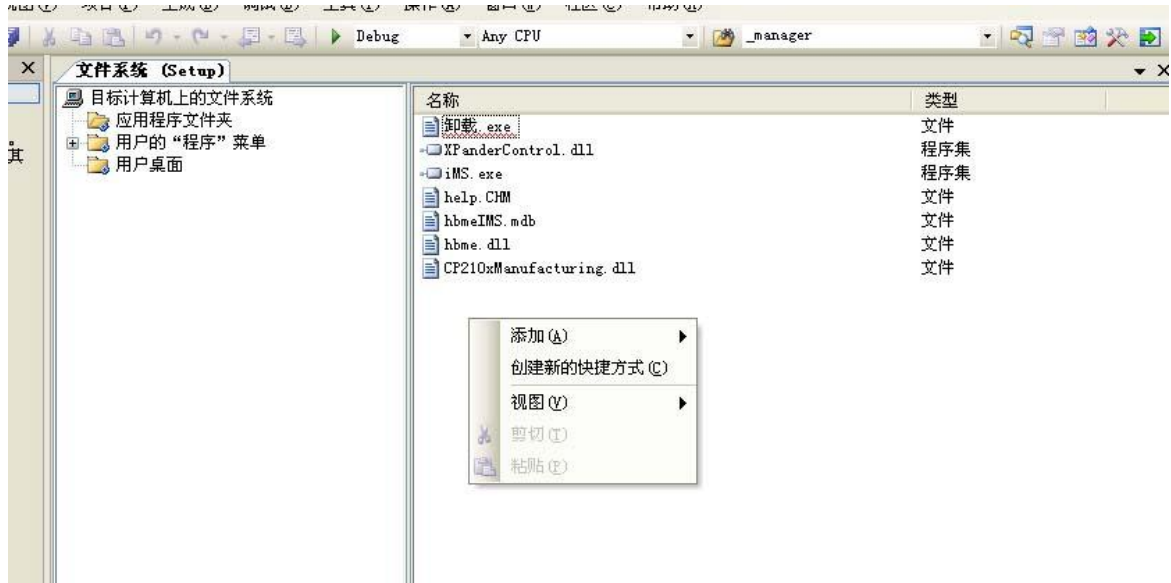 Debug Any CPU _manager
文件系统 (Setup)
目标计算机上的文件系统
应用程序文件夹
用户的“程序”菜单
用户桌面
其
名称 类型
卸载.exe 文件
XPanderControl.dll 程序集
iMS.exe 程序集
help.CHM 文件
hbmeIMS.mdb 文件
hbme.dll 文件
CP210xManufacturing.dll 文件
添加(A)
创建新的快捷方式(C)
视图(V)
剪切(T)
粘贴(P)